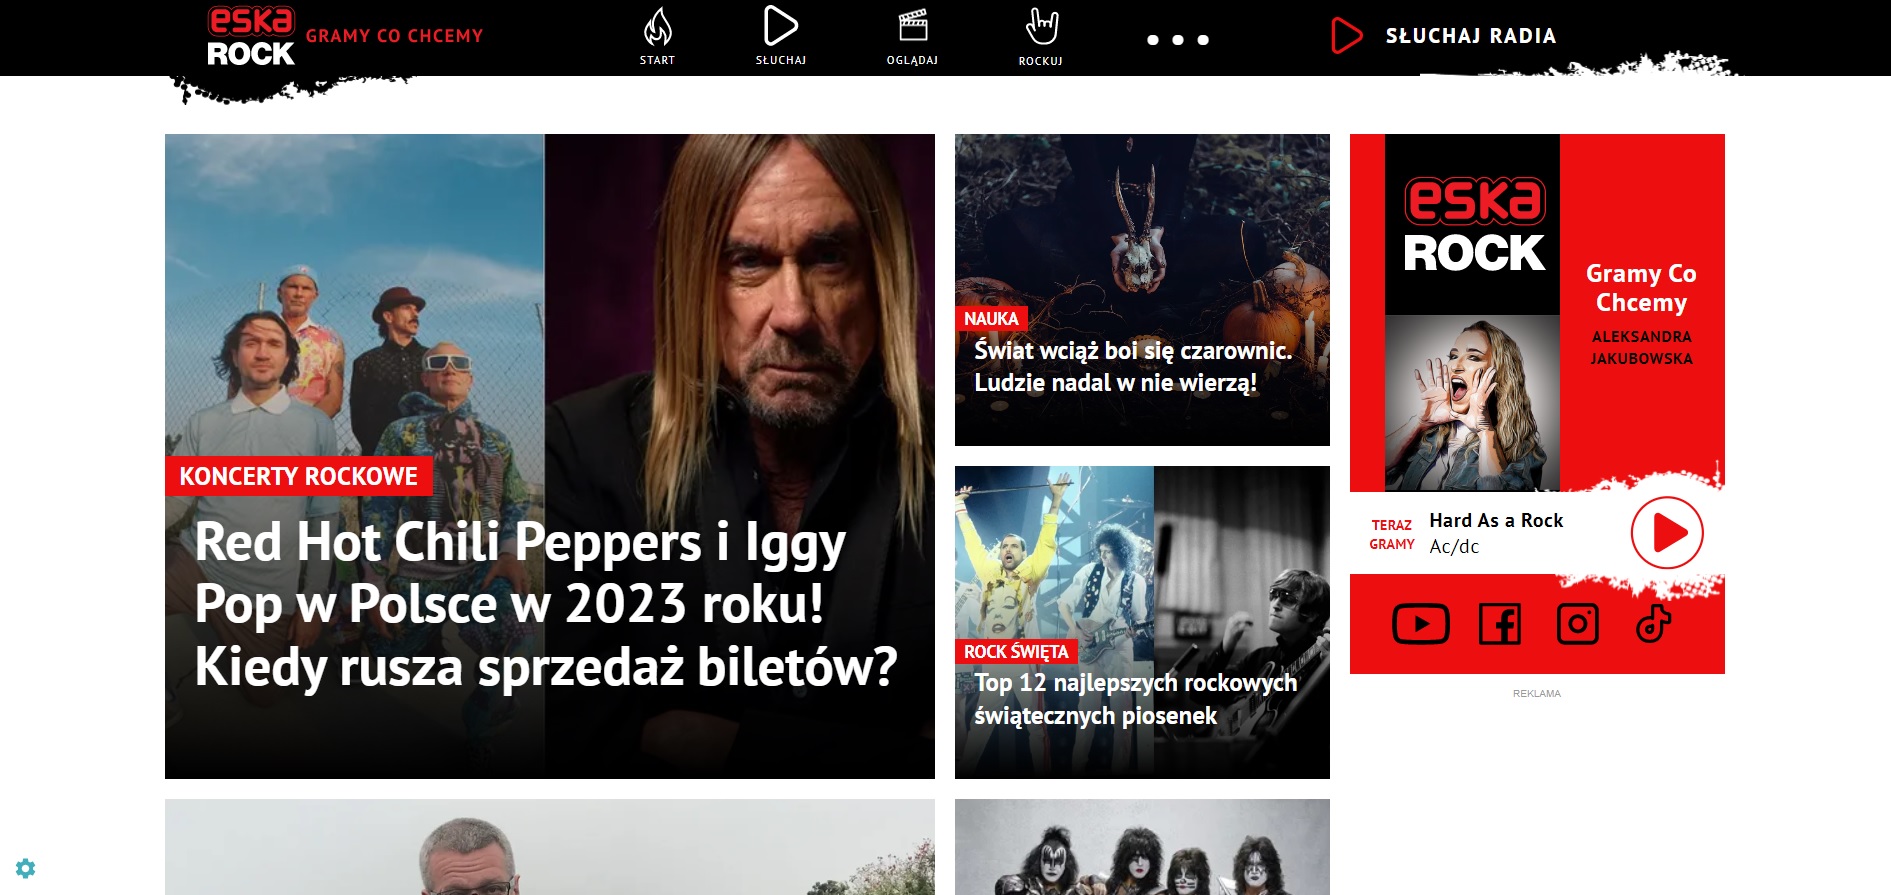 eska
ROCK
GRAMY CO CHCEMY
START
SŁUCHAJ
OGLĄDAJ
ROCKUJ
SŁUCHAJ RADIA
KONCERTY ROCKOWE
Red Hot Chili Peppers i Iggy
Pop w Polsce w 2023 roku!
Kiedy rusza sprzedaż biletów?
NAUKA
Świat wciąż boi się czarownic.
Ludzie nadal w nie wierzą!
ROCK ŚWIĘTA
Top 12 najlepszych rockowych
świątecznych piosenek
eska
ROCK
Gramy Co
Chcemy
ALEKSANDRA
JAKUBOWSKA
TERAZ
GRAMY
Hard As a Rock
Ac/dc
REKLAMA